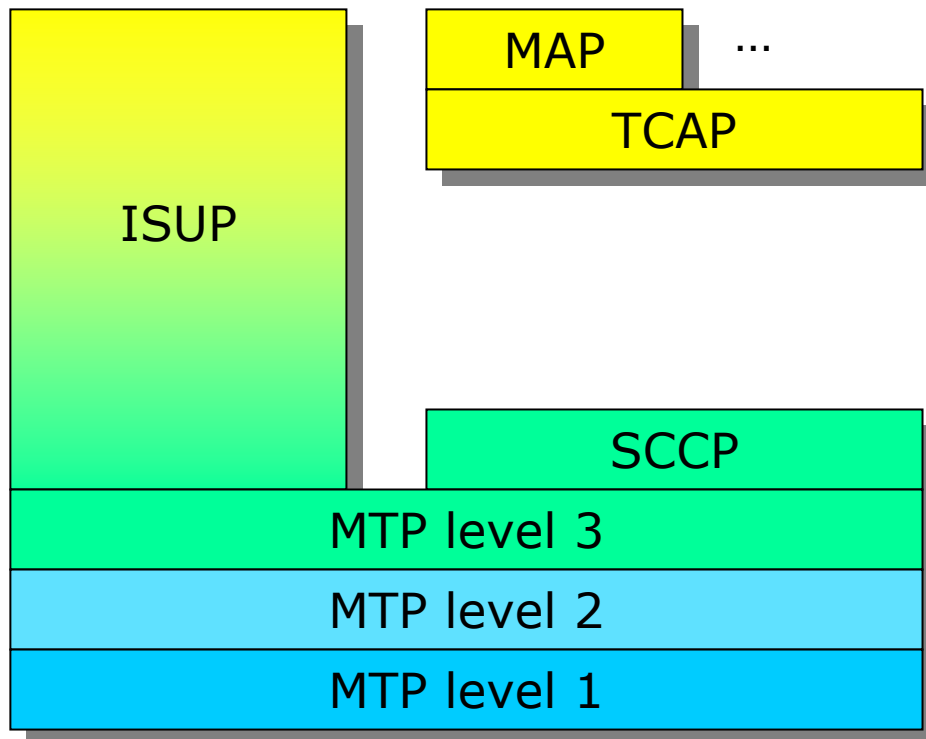 MAP ...
TCAP
ISUP
SCCP
MTP level 3
MTP level 2
MTP level 1